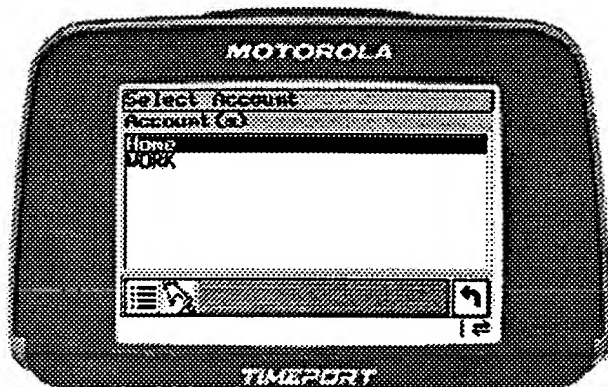 MOTOROLA
Select Account
Account(s)
Home
WORK
TIMEPORT